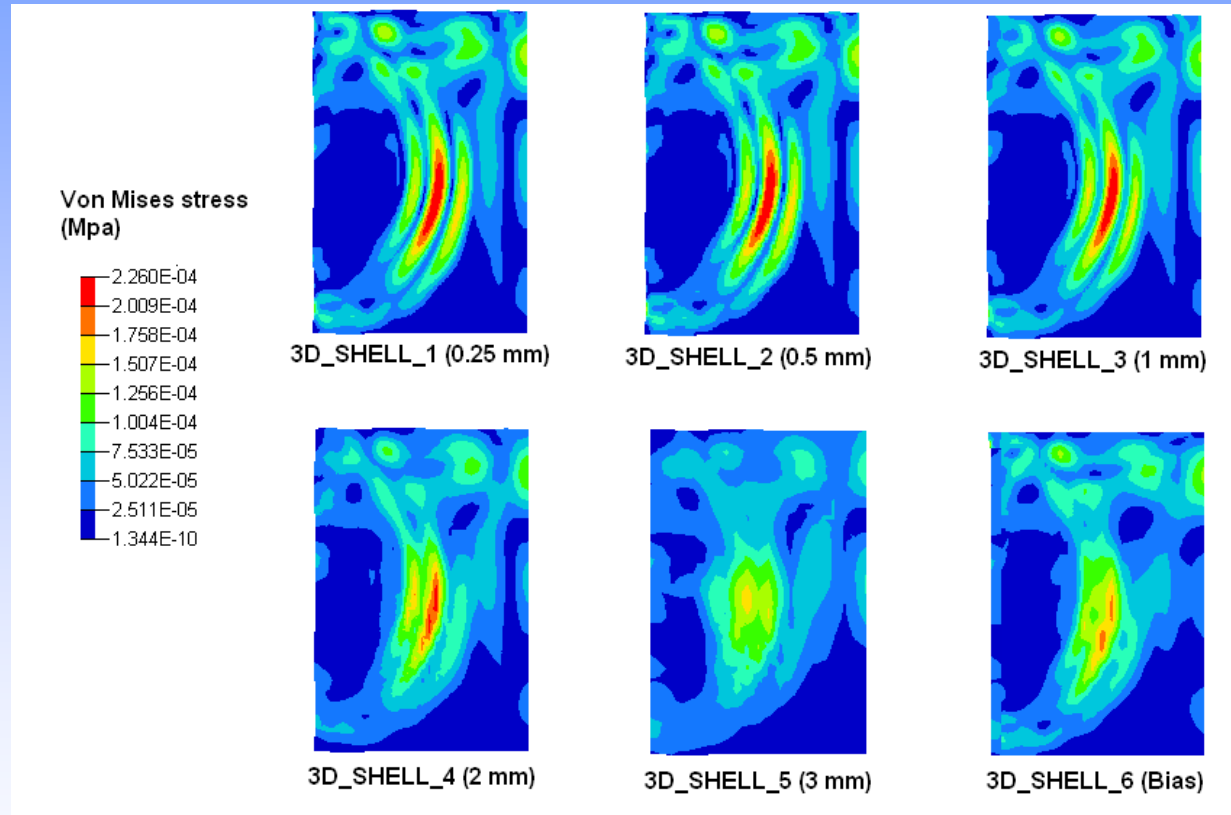 Von Mises stress
(Mpa)
2.260E-04
2.009E-04
1.758E-04
1.507E-04
1.256E-04
1.004E-04
7.533E-05
5.022E-05
2.511E-05
1.344E-10
3D_SHELL_1 (0.25 mm)
3D_SHELL_2 (0.5 mm)
3D_SHELL_3 (1 mm)
3D_SHELL_4 (2 mm)
3D_SHELL_5 (3 mm)
3D_SHELL_6 (Bias)